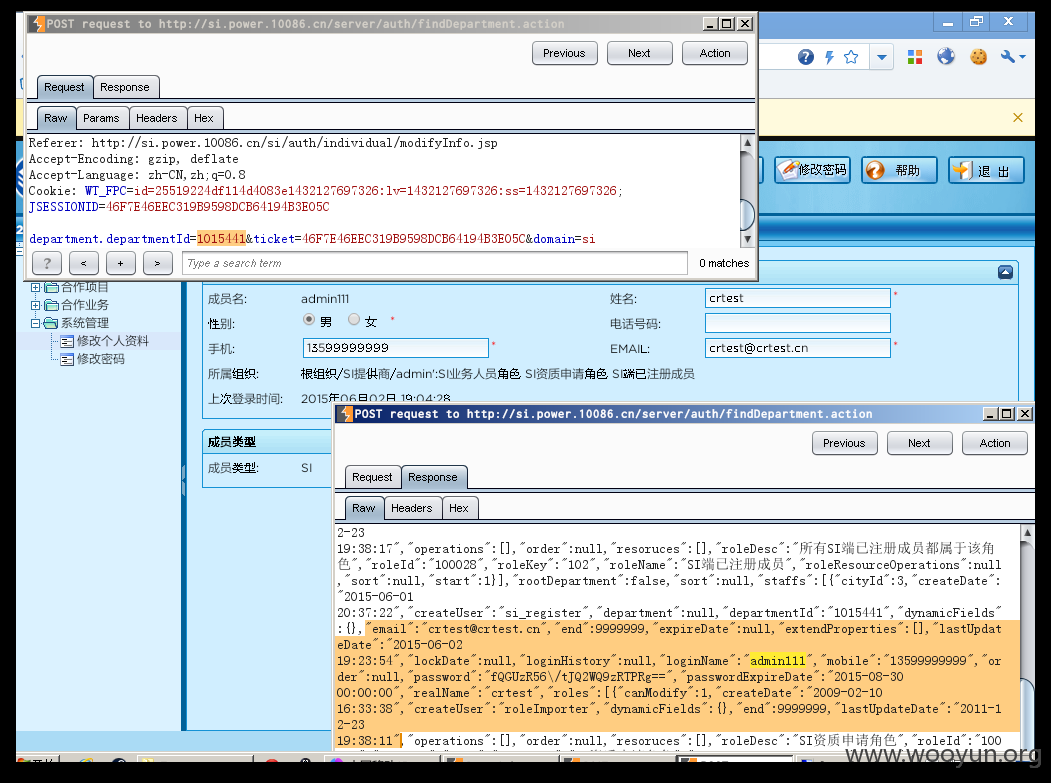 POST request to http://si.power.10086.cn/server/auth/findDepartment.action
Previous
Next
Action
Request
Response
Raw
Params
Headers
Hex
Referer: http://si.power.10086.cn/si/auth/individual/modifyInfo.jsp
Accept-Encoding: gzip, deflate
Accept-Language: zh-CN,zh;q=0.8
Cookie: WT_FPC=id=25519224df114d4083e1432127697326:lv=1432127697326:ss=1432127697326;
JSESSIONID=46F7E46EEC319B9598DCB64194B3E05C
department.departmentId=1015441&ticket=46F7E46EEC319B9598DCB64194B3E05C&domain=si
?
<
+
>
Type a search term
0 matches
修改密码
帮助
退 出
合作项目
合作业务
系统管理
修改个人资料
修改密码
成员名:
admin111
姓名:
crtest
*
性别:
男
女
*
电话号码:
手机:
13599999999
*
EMAIL:
crtest@crtest.cn
*
所属组织:
根组织/SI提供商/admin':SI业务人员角色 SI资质申请角色 SI端已注册成员
上次登录时间:
2015年06月02日 19:04:28
成员类型
成员类型:
SI
POST request to http://si.power.10086.cn/server/auth/findDepartment.action
Previous
Next
Action
Request
Response
Raw
Headers
Hex
2-23
19:38:17","operations":[],"order":null,"resoruces":[],"roleDesc":"所有SI端已注册成员都属于该角
色","roleId":"100028","roleKey":"102","roleName":"SI端已注册成员","roleResourceOperations":null
,"sort":null,"start":1}],"rootDepartment":false,"sort":null,"staffs":[{"cityId":3,"createDate":
"2015-06-01
20:37:22","createUser":"si_register","department":null,"departmentId":"1015441","dynamicFields"
:{},"email":"crtest@crtest.cn","end":9999999,"expireDate":null,"extendProperties":[],"lastUpdat
eDate":"2015-06-02
19:23:54","lockDate":null,"loginHistory":null,"loginName":"admin111","mobile":"13599999999","or
der":null,"password":"fQGUzR56\/tJQ2WQ9zRTPRg==","passwordExpireDate":"2015-08-30
00:00:00","realName":"crtest","roles":[{"canModify":1,"createDate":"2009-02-10
16:33:38","createUser":"roleImporter","dynamicFields":{},"end":9999999,"lastUpdateDate":"2011-1
2-23
19:38:11","operations":[],"order":null,"resoruces":[],"roleDesc":"SI资质申请角色","roleId":"100
www.wooyun.org